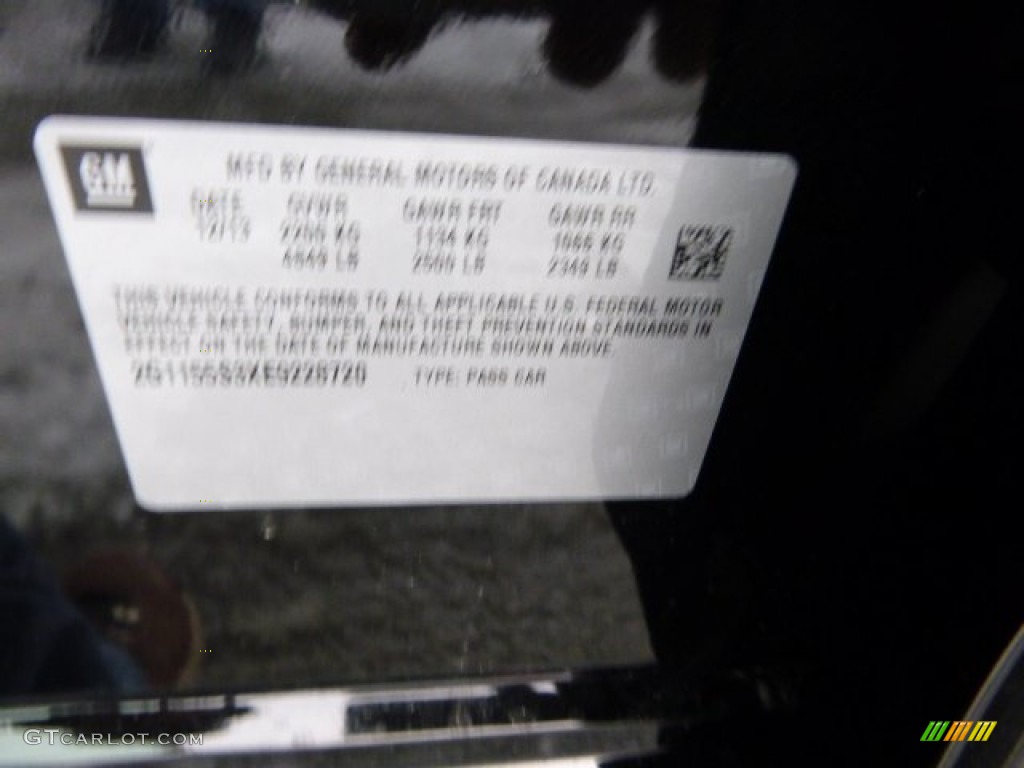 GM
MFD BY GENERAL MOTORS OF CANADA LTD.
DATE GVWR GAWR FRT GAWR RR
12/13 2200 KG 1134 KG 1066 KG
4849 LB 2500 LB 2349 LB
THIS VEHICLE CONFORMS TO ALL APPLICABLE U.S. FEDERAL MOTOR
VEHICLE SAFETY, BUMPER, AND THEFT PREVENTION STANDARDS IN
EFFECT ON THE DATE OF MANUFACTURE SHOWN ABOVE.
2G1155S3XE9228720 TYPE: PASS CAR
GTCARLOT.COM